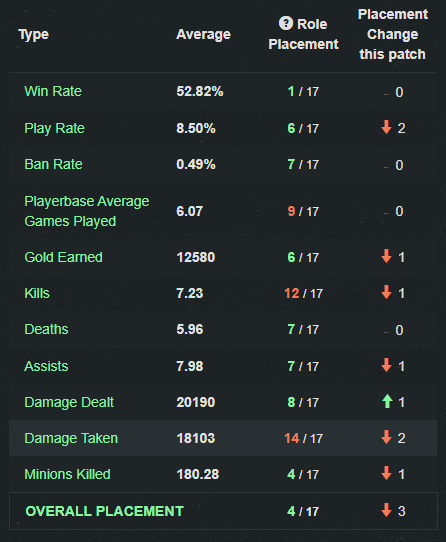 Type Average ? Role Placement Placement Change this patch
Win Rate 52.82% 1 / 17 - 0
Play Rate 8.50% 6 / 17 2
Ban Rate 0.49% 7 / 17 - 0
Playerbase Average
Games Played 6.07 9 / 17 - 0
Gold Earned 12580 6 / 17 1
Kills 7.23 12 / 17 1
Deaths 5.96 7 / 17 - 0
Assists 7.98 7 / 17 1
Damage Dealt 20190 8 / 17 1
Damage Taken 18103 14 / 17 2
Minions Killed 180.28 4 / 17 1
OVERALL PLACEMENT 4 / 17 3